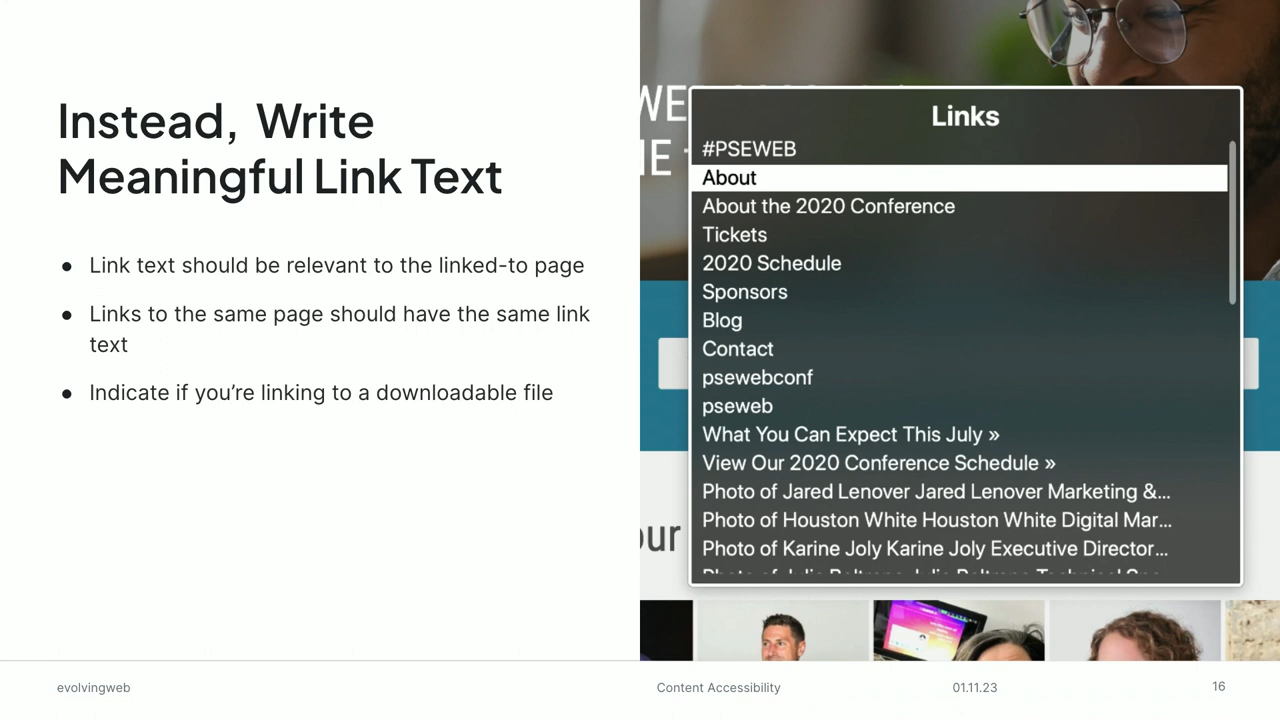 Instead, Write
Meaningful Link Text
● Link text should be relevant to the linked-to page
● Links to the same page should have the same link
text
● Indicate if you’re linking to a downloadable file
WE
IE
our
Links
#PSEWEB
About
About the 2020 Conference
Tickets
2020 Schedule
Sponsors
Blog
Contact
psewebconf
pseweb
What You Can Expect This July »
View Our 2020 Conference Schedule »
Photo of Jared Lenover Jared Lenover Marketing &...
Photo of Houston White Houston White Digital Mar...
Photo of Karine Joly Karine Joly Executive Director...
evolvingweb
Content Accessibility
01.11.23
16